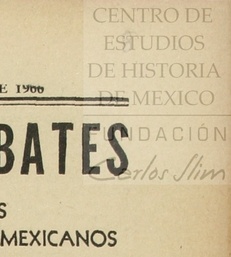 CENTRO DE
ESTUDIOS
DE HISTORIA
DE MEXICO
FUNDACIÓN
Carlos Slim
E 1966
BATES
S
MEXICANOS